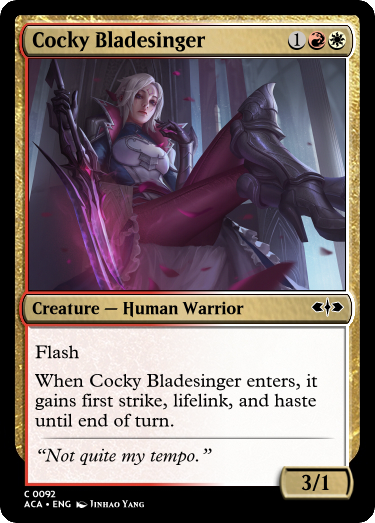 Cocky Bladesinger 1
Creature — Human Warrior
Flash
When Cocky Bladesinger enters, it
gains first strike, lifelink, and haste
until end of turn.
“Not quite my tempo.”
3/1
C 0092
ACA • ENG Jinhao Yang